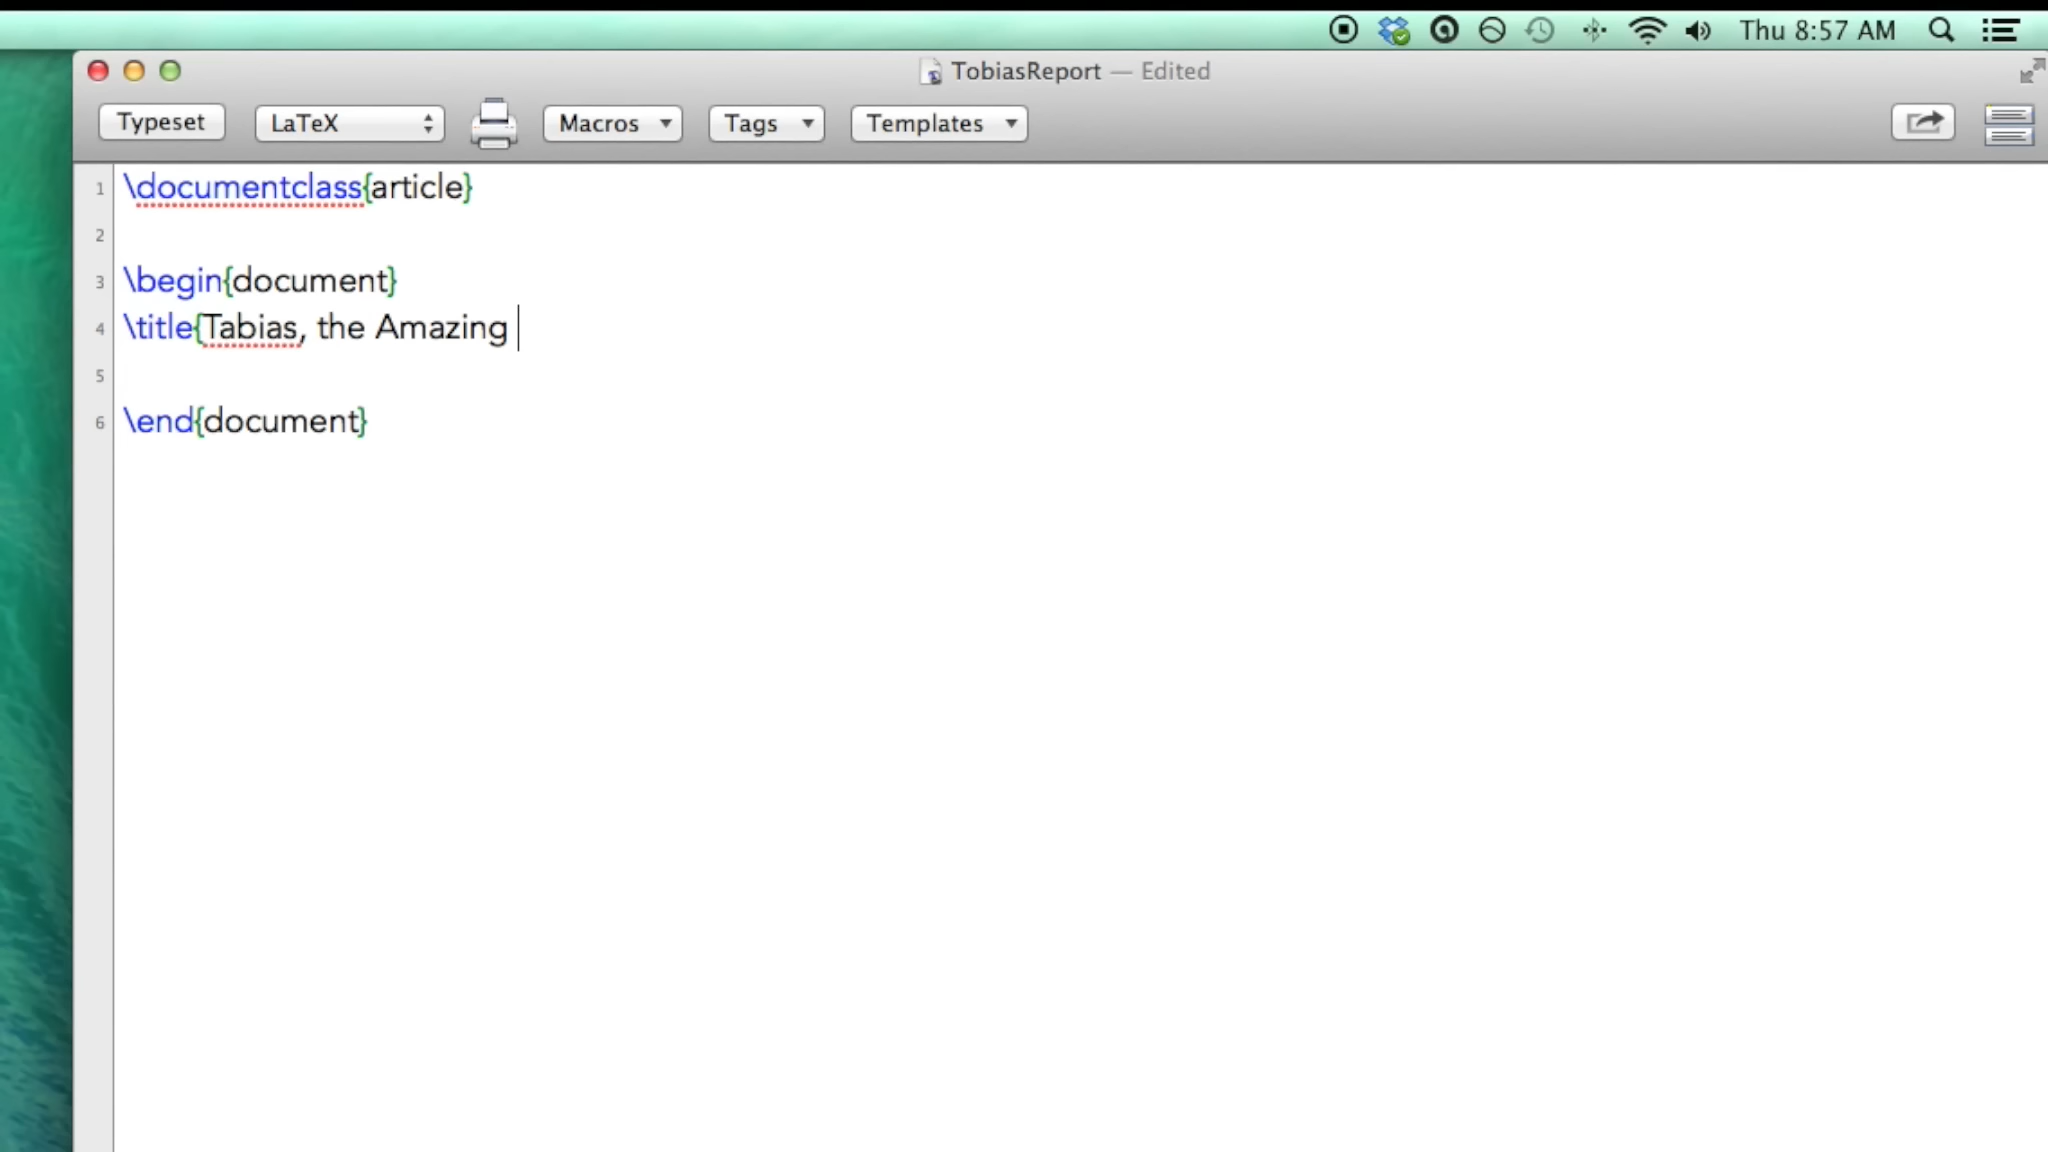 Thu 8:57 AM
TobiasReport — Edited
Typeset LaTeX Macros Tags Templates
1 \documentclass{article}
2
3 \begin{document}
4 \title{Tabias, the Amazing
5
6 \end{document}